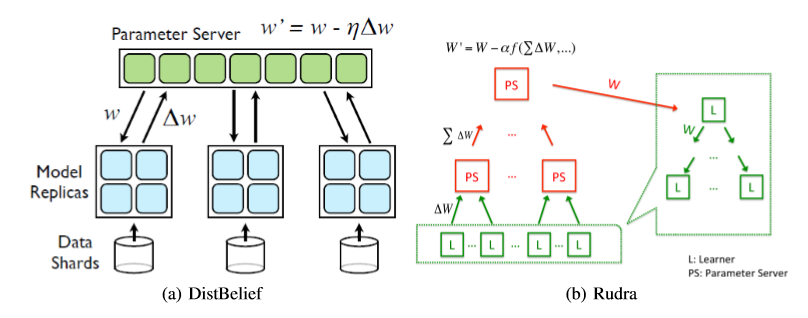 Parameter Server
w' = w - ηΔw
w
Δw
Model
Replicas
Data
Shards
(a) DistBelief
W' = W - αf(∑ΔW,...)
PS
W
∑ ΔW
...
PS
...
PS
ΔW
L ... L ... L ... L
L
W
...
L ... L
L: Learner
PS: Parameter Server
(b) Rudra